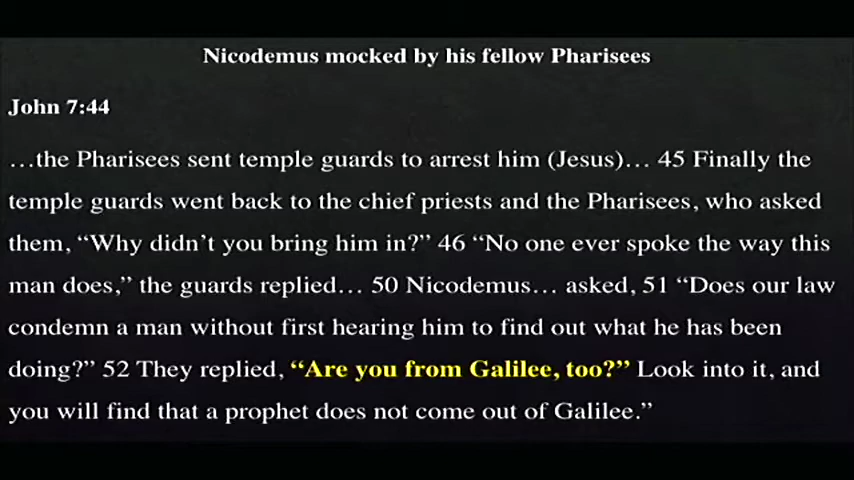 Nicodemus mocked by his fellow Pharisees
John 7:44
…the Pharisees sent temple guards to arrest him (Jesus)… 45 Finally the
temple guards went back to the chief priests and the Pharisees, who asked
them, “Why didn’t you bring him in?” 46 “No one ever spoke the way this
man does,” the guards replied… 50 Nicodemus… asked, 51 “Does our law
condemn a man without first hearing him to find out what he has been
doing?” 52 They replied, “Are you from Galilee, too?” Look into it, and
you will find that a prophet does not come out of Galilee.”